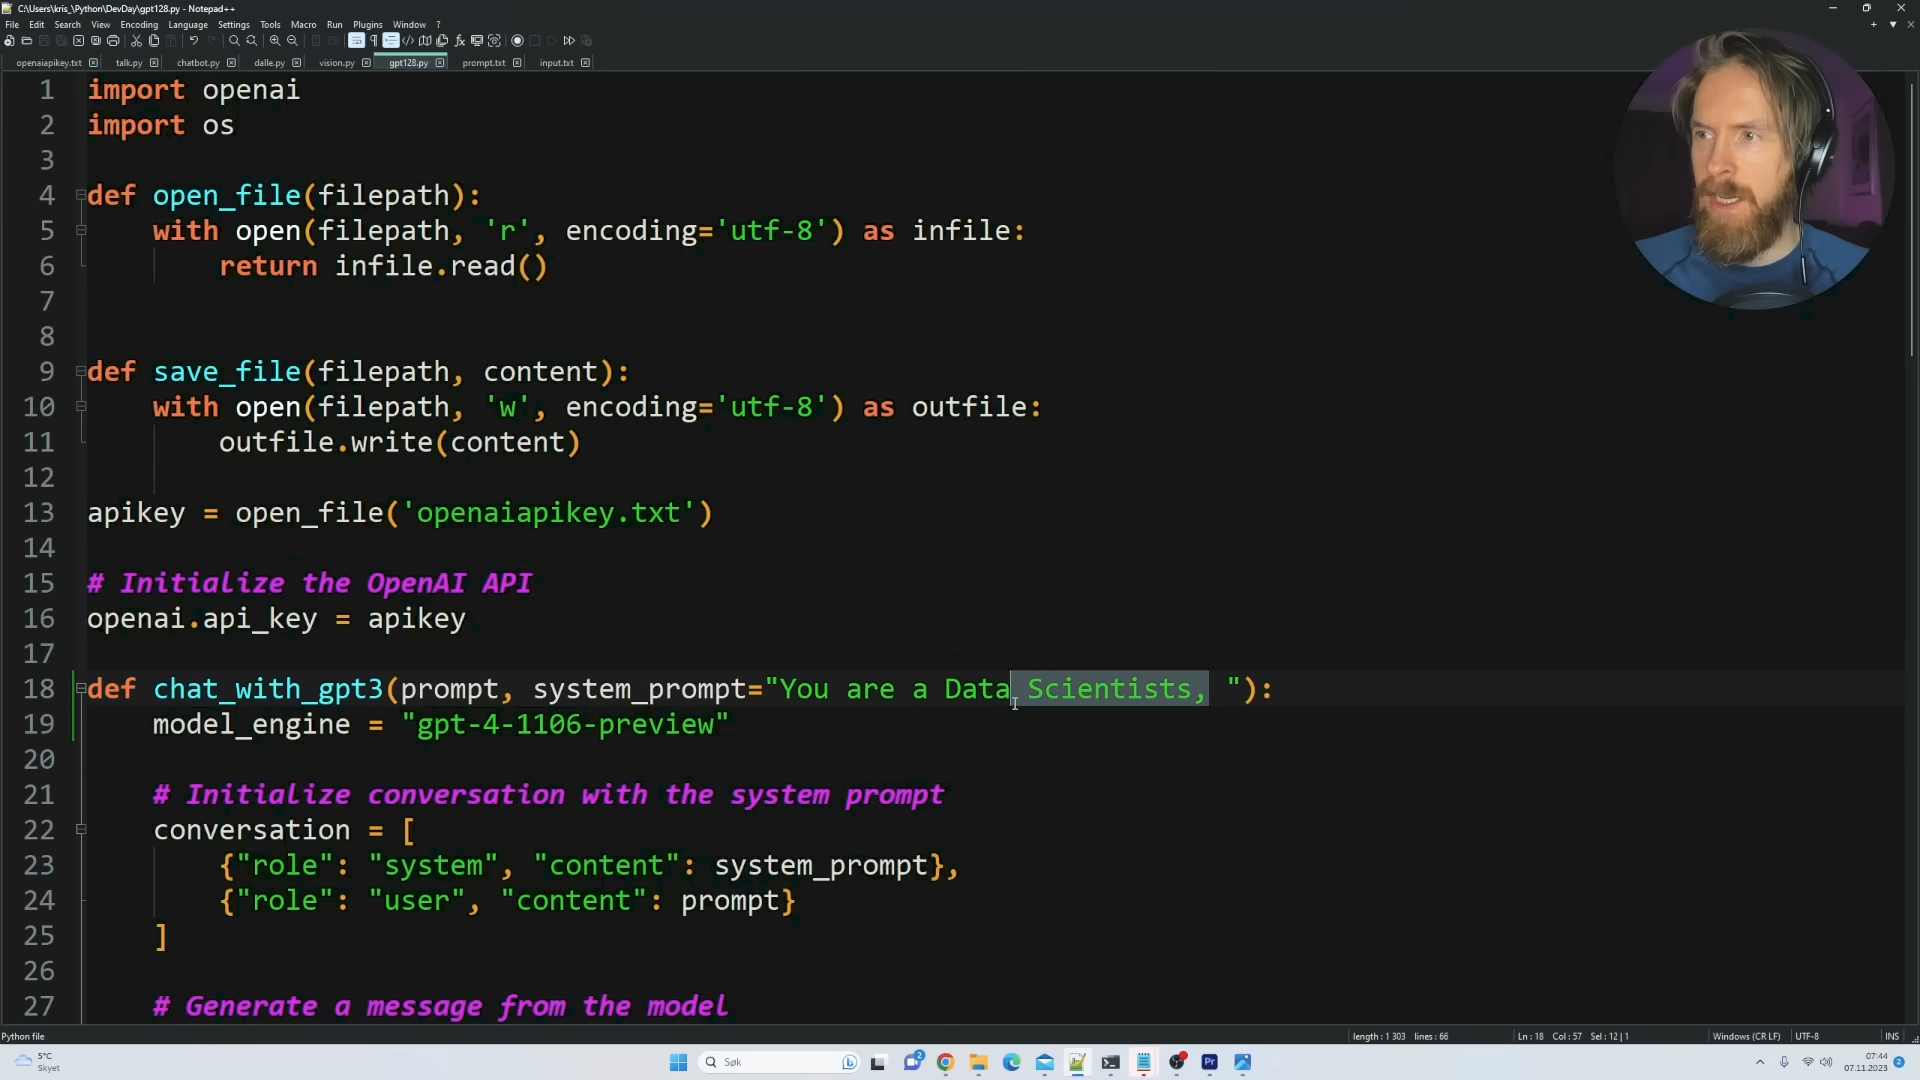 C:\Users\kris_\Python\DevDay\gpt128.py - Notepad++
File Edit Search View Encoding Language Settings Tools Macro Run Plugins Window ?
openaiapikey.txt talk.py chatbot.py dalle.py vision.py gpt128.py prompt.txt input.txt
1 import openai
2 import os
3
4 def open_file(filepath):
5 with open(filepath, 'r', encoding='utf-8') as infile:
6 return infile.read()
7
8
9 def save_file(filepath, content):
10 with open(filepath, 'w', encoding='utf-8') as outfile:
11 outfile.write(content)
12
13 apikey = open_file('openaiapikey.txt')
14
15 # Initialize the OpenAI API
16 openai.api_key = apikey
17
18 def chat_with_gpt3(prompt, system_prompt="You are a Data Scientists, "):
19 model_engine = "gpt-4-1106-preview"
20
21 # Initialize conversation with the system prompt
22 conversation = [
23 {"role": "system", "content": system_prompt},
24 {"role": "user", "content": prompt}
25 ]
26
27 # Generate a message from the model
Python file length : 1 303 lines : 66 Ln : 18 Col : 57 Sel : 12 | 1 Windows (CR LF) UTF-8 INS
5°C
Skyet
Søk
07:44
07.11.2023